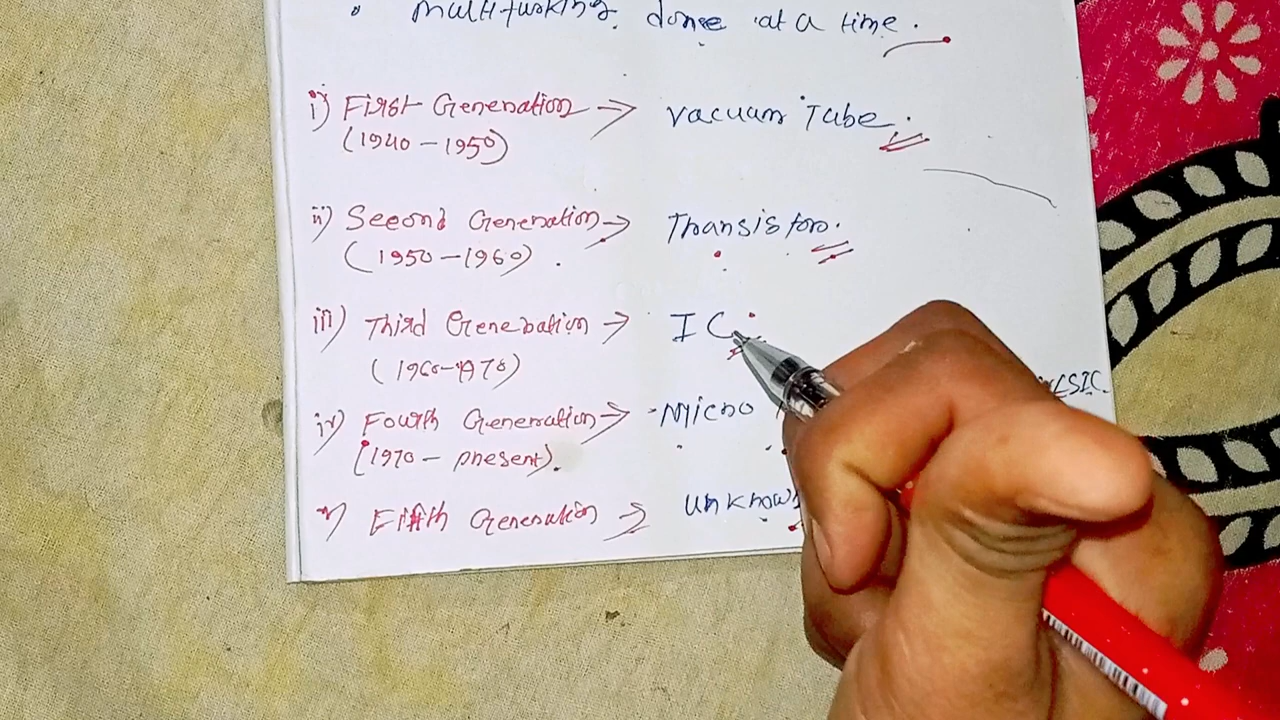 • Multitasking done at a time.
i) First Generation → Vacuum Tube.
(1940 – 1950)
ii) Second Generation → Transistor.
(1950 – 1960) .
iii) Third Generation → IC
(1960 – 1970)
iv) Fourth Generation → Micro
(1970 – present).
v) Fifth Generation → Unknow